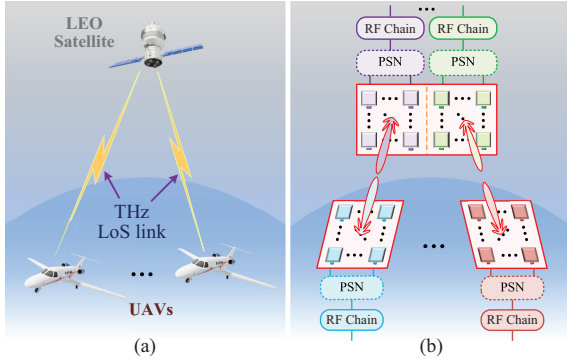 LEO
Satellite
THz
LoS link
UAVs
(a)
RF Chain
RF Chain
PSN
PSN
PSN
PSN
RF Chain
RF Chain
(b)